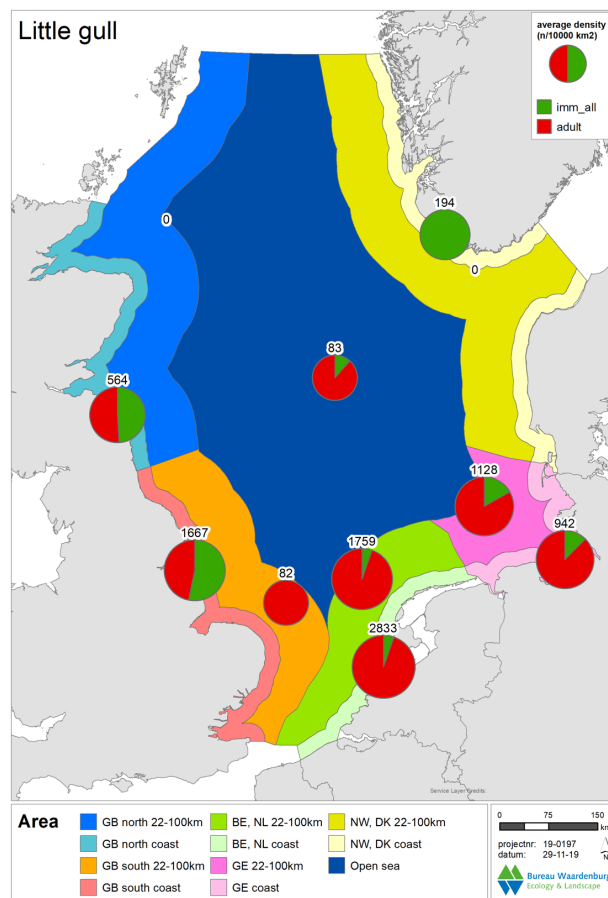 Little gull
average density
(n/10000 km2)
imm_all
adult
194
0
0
83
564
1128
1667
1759
942
82
2833
Service Layer Credits:
Area
GB north 22-100km
GB north coast
GB south 22-100km
GB south coast
BE, NL 22-100km
BE, NL coast
GE 22-100km
GE coast
NW, DK 22-100km
NW, DK coast
Open sea
0 75 150
projectnr: 19-0197
datum: 29-11-19
Bureau Waardenburg
Ecology & Landscape